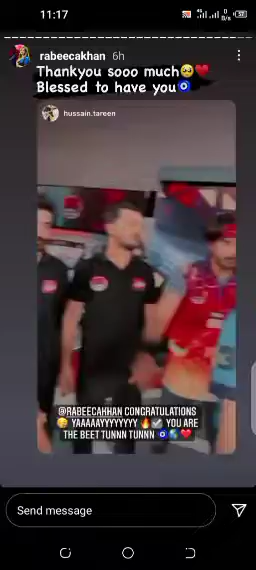 11:17
rabeecakhan 6h
Thankyou sooo much🥺❤️
Blessed to have you🧿
hussain.tareen
@RABEECAKHAN CONGRATULATIONS
🥳 YAAAAAYYYYYYY 🔥☑️ YOU ARE
THE BEET TUNNN TUNNN 🧿🌎❤️
Send message